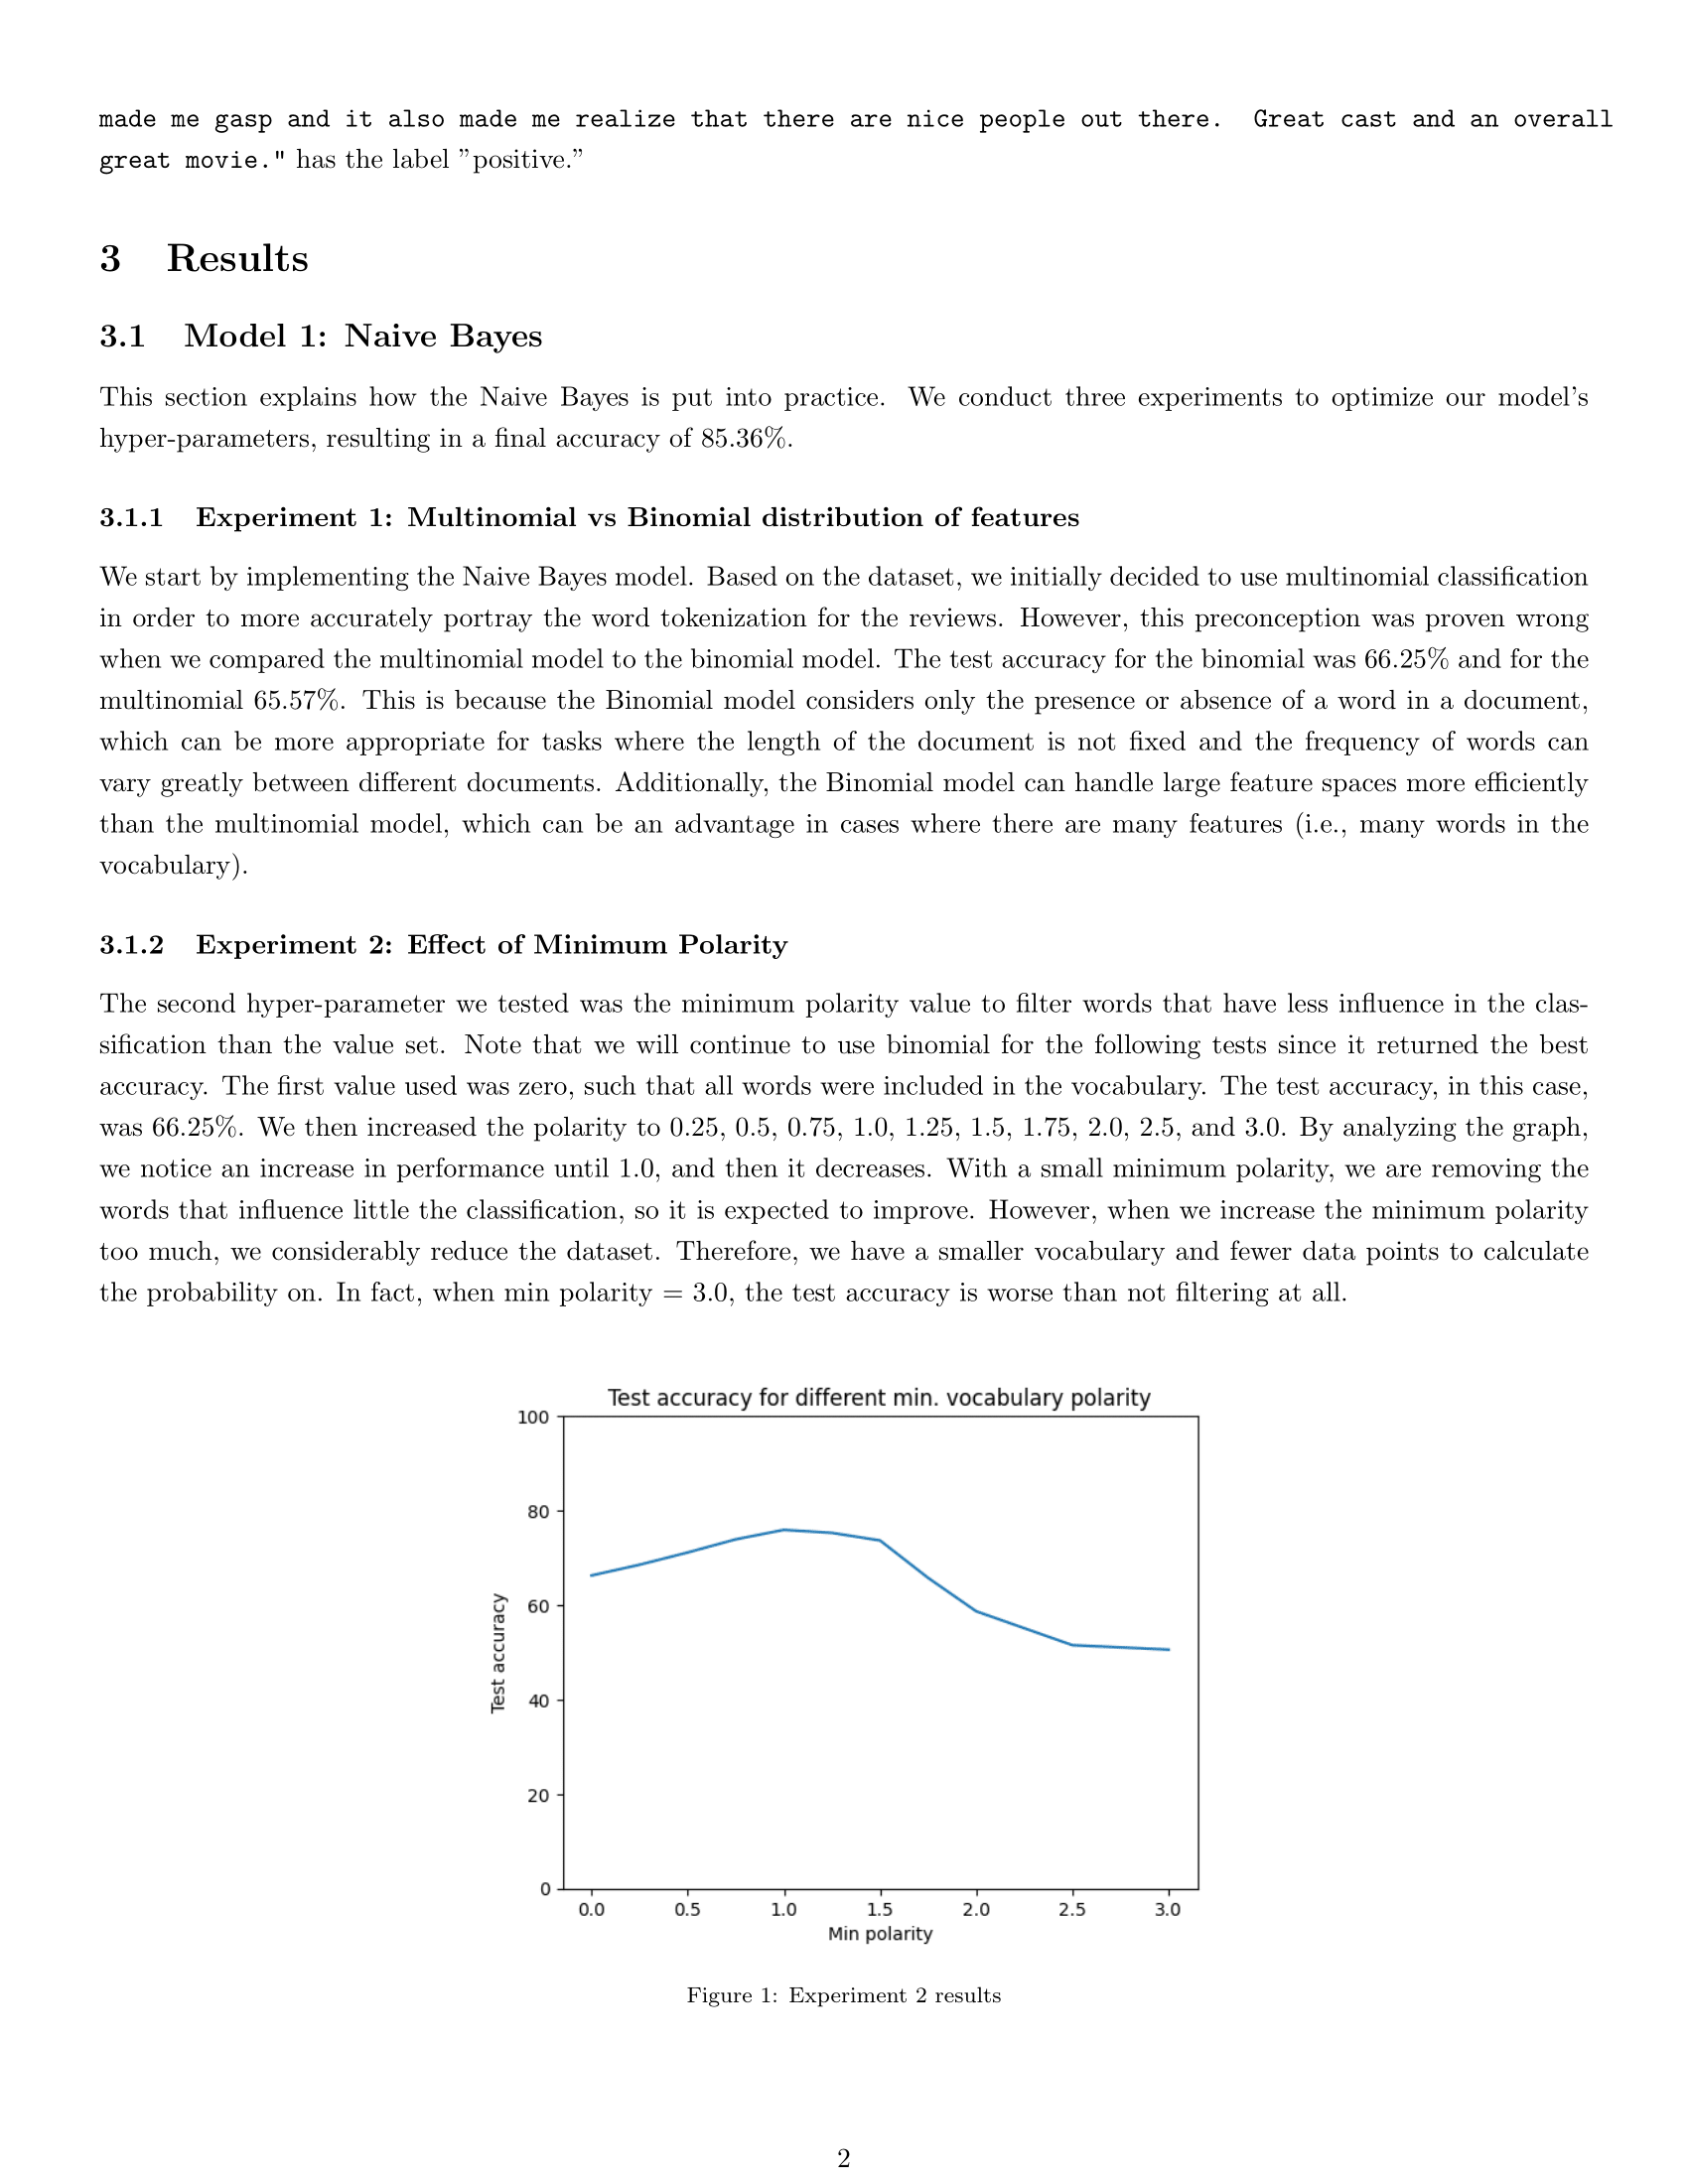 made me gasp and it also made me realize that there are nice people out there. Great cast and an overall
great movie." has the label ”positive.”
3 Results
3.1 Model 1: Naive Bayes
This section explains how the Naive Bayes is put into practice. We conduct three experiments to optimize our model’s
hyper-parameters, resulting in a final accuracy of 85.36%.
3.1.1 Experiment 1: Multinomial vs Binomial distribution of features
We start by implementing the Naive Bayes model. Based on the dataset, we initially decided to use multinomial classification
in order to more accurately portray the word tokenization for the reviews. However, this preconception was proven wrong
when we compared the multinomial model to the binomial model. The test accuracy for the binomial was 66.25% and for the
multinomial 65.57%. This is because the Binomial model considers only the presence or absence of a word in a document,
which can be more appropriate for tasks where the length of the document is not fixed and the frequency of words can
vary greatly between different documents. Additionally, the Binomial model can handle large feature spaces more efficiently
than the multinomial model, which can be an advantage in cases where there are many features (i.e., many words in the
vocabulary).
3.1.2 Experiment 2: Effect of Minimum Polarity
The second hyper-parameter we tested was the minimum polarity value to filter words that have less influence in the clas-
sification than the value set. Note that we will continue to use binomial for the following tests since it returned the best
accuracy. The first value used was zero, such that all words were included in the vocabulary. The test accuracy, in this case,
was 66.25%. We then increased the polarity to 0.25, 0.5, 0.75, 1.0, 1.25, 1.5, 1.75, 2.0, 2.5, and 3.0. By analyzing the graph,
we notice an increase in performance until 1.0, and then it decreases. With a small minimum polarity, we are removing the
words that influence little the classification, so it is expected to improve. However, when we increase the minimum polarity
too much, we considerably reduce the dataset. Therefore, we have a smaller vocabulary and fewer data points to calculate
the probability on. In fact, when min polarity = 3.0, the test accuracy is worse than not filtering at all.
Test accuracy for different min. vocabulary polarity
100
80
60
40
20
0
Test accuracy
0.0 0.5 1.0 1.5 2.0 2.5 3.0
Min polarity
Figure 1: Experiment 2 results
2